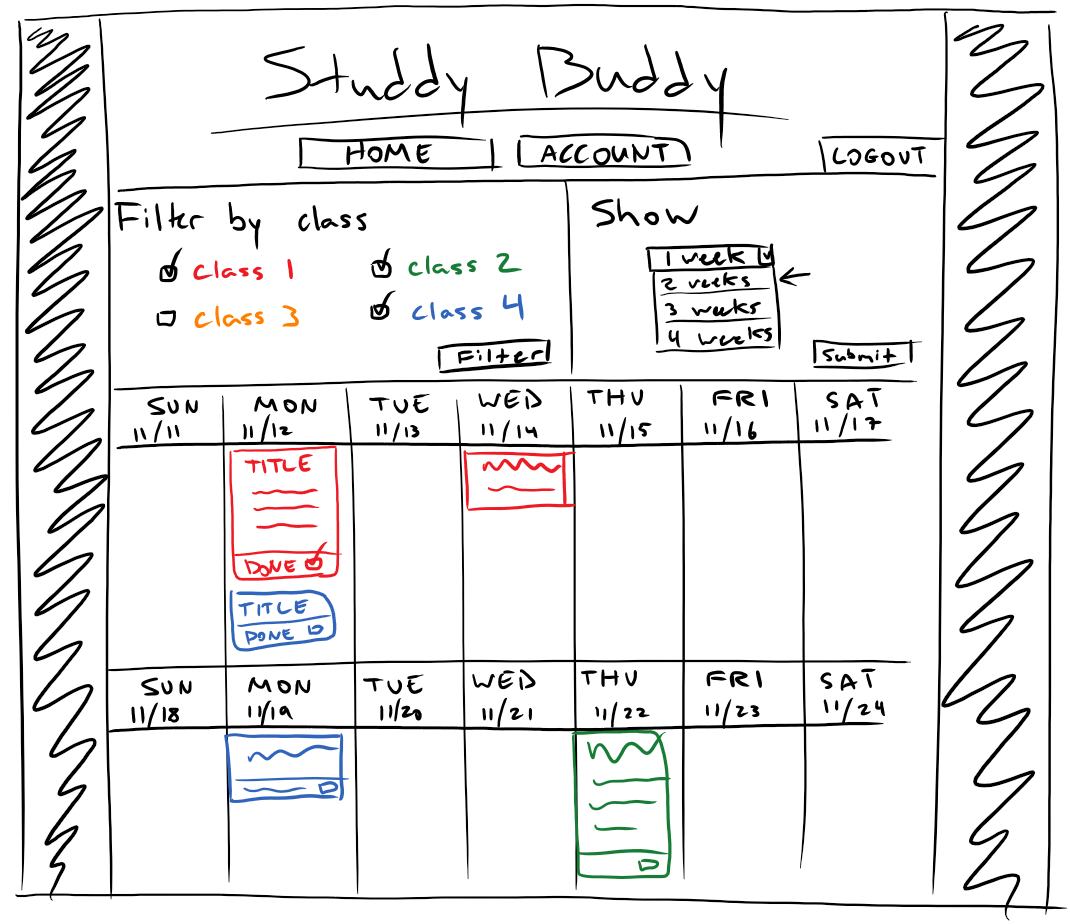 Studdy Buddy
HOME ACCOUNT LOGOUT
Filter by class
class 1 class 2
class 3 class 4
Filter
Show
1 week
2 weeks
3 weeks
4 weeks
Submit
SUN MON TUE WED THU FRI SAT
11/11 11/12 11/13 11/14 11/15 11/16 11/17
TITLE
DONE
TITLE
DONE
SUN MON TUE WED THU FRI SAT
11/18 11/19 11/20 11/21 11/22 11/23 11/24